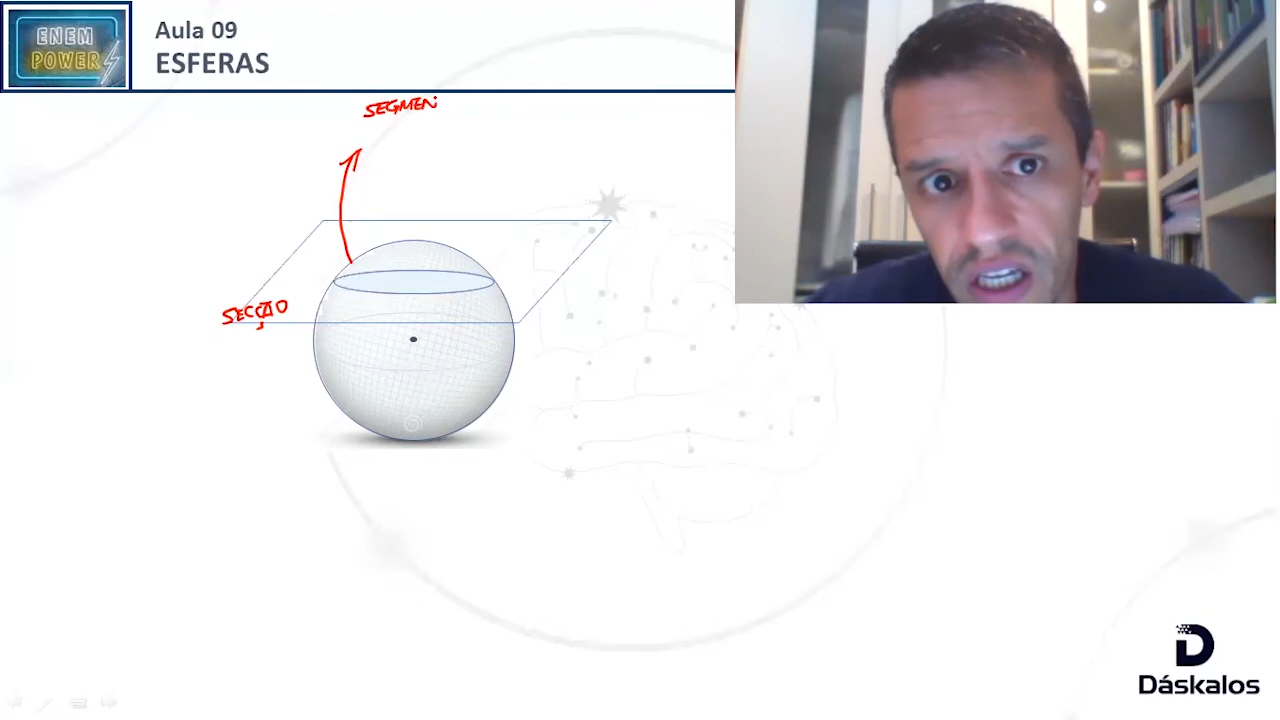 ENEM
POWER
Aula 09
ESFERAS
SEGMEN
SECÇÃO
Dáskalos